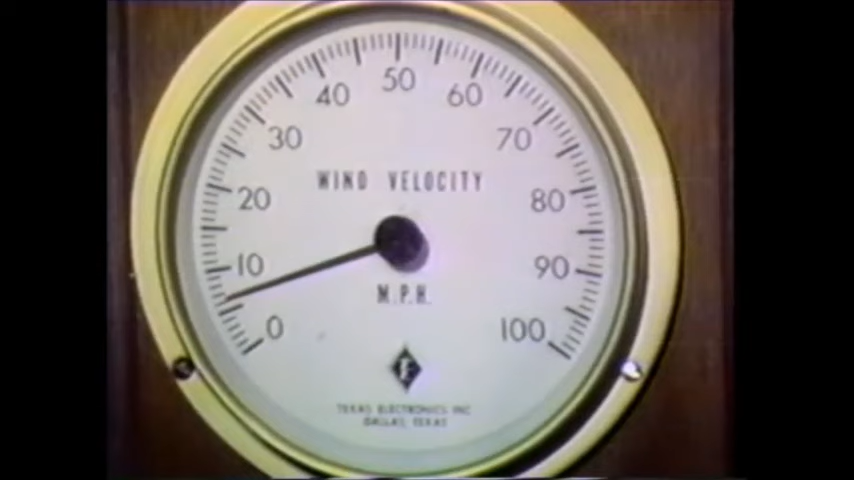 50
40
60
30
70
WIND VELOCITY
20
80
10
90
M.P.H.
0
100
F
TEXAS ELECTRONICS INC
DALLAS, TEXAS